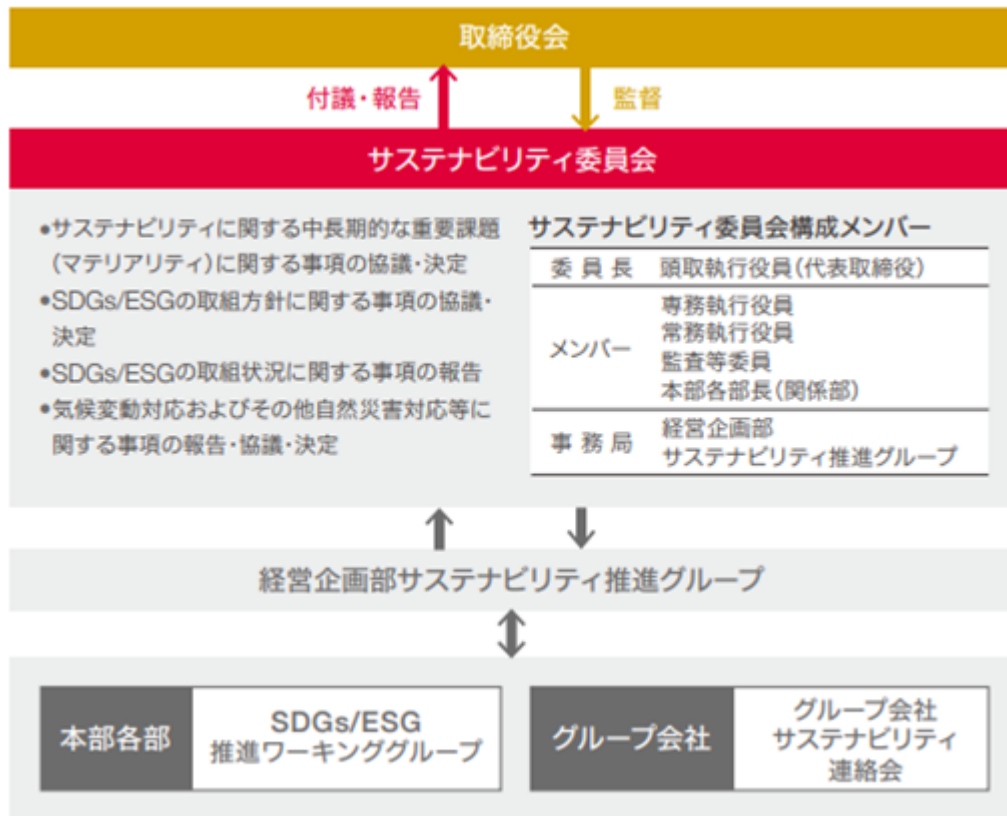 取締役会
付議・報告
監督
サステナビリティ委員会
●サステナビリティに関する中長期的な重要課題
(マテリアリティ)に関する事項の協議・決定
●SDGs/ESGの取組方針に関する事項の協議・
決定
●SDGs/ESGの取組状況に関する事項の報告
●気候変動対応およびその他自然災害対応等に
関する事項の報告・協議・決定
サステナビリティ委員会構成メンバー
委員長 頭取執行役員(代表取締役)
メンバー
専務執行役員
常務執行役員
監査等委員
本部各部長(関係部)
事務局
経営企画部
サステナビリティ推進グループ
経営企画部サステナビリティ推進グループ
本部各部
SDGs/ESG
推進ワーキンググループ
グループ会社
グループ会社
サステナビリティ
連絡会